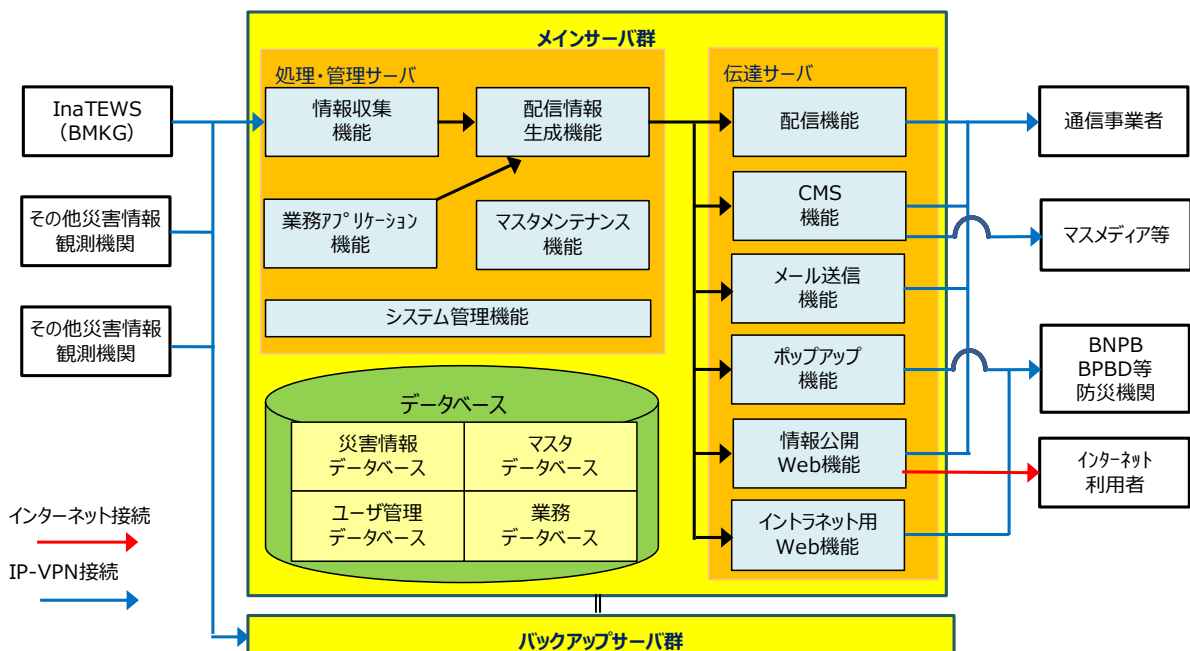 メインサーバ群
処理・管理サーバ
伝達サーバ
InaTEWS
(BMKG)
その他災害情報
観測機関
その他災害情報
観測機関
情報収集
機能
配信情報
生成機能
業務アプリケーション
機能
マスタメンテナンス
機能
システム管理機能
データベース
災害情報
データベース
マスタ
データベース
ユーザ管理
データベース
業務
データベース
配信機能
CMS
機能
メール送信
機能
ポップアップ
機能
情報公開
Web機能
イントラネット用
Web機能
通信事業者
マスメディア等
BNPB
BPBD等
防災機関
インターネット
利用者
インターネット接続
IP-VPN接続
バックアップサーバ群